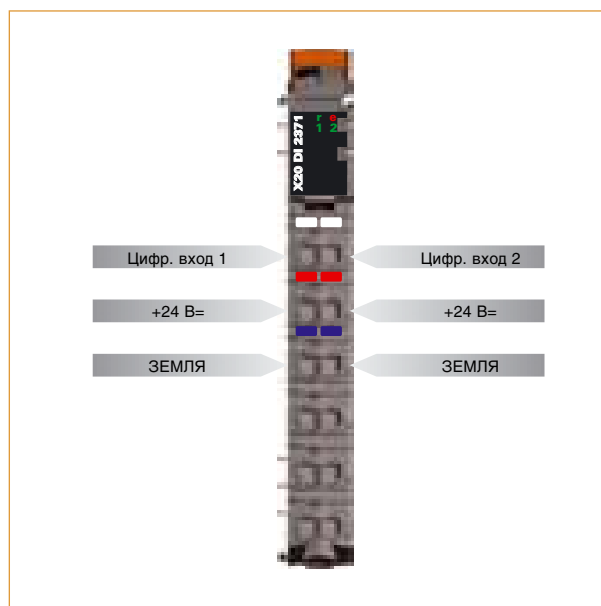 X20 DI 2371
r e
1 2
Цифр. вход 1
Цифр. вход 2
+24 В=
+24 В=
ЗЕМЛЯ
ЗЕМЛЯ